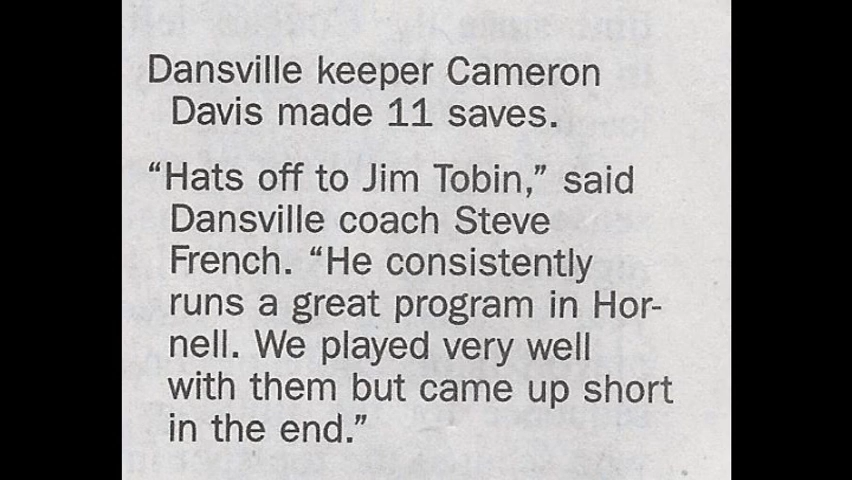 Dansville keeper Cameron
Davis made 11 saves.
“Hats off to Jim Tobin,” said
Dansville coach Steve
French. “He consistently
runs a great program in Hor-
nell. We played very well
with them but came up short
in the end.”